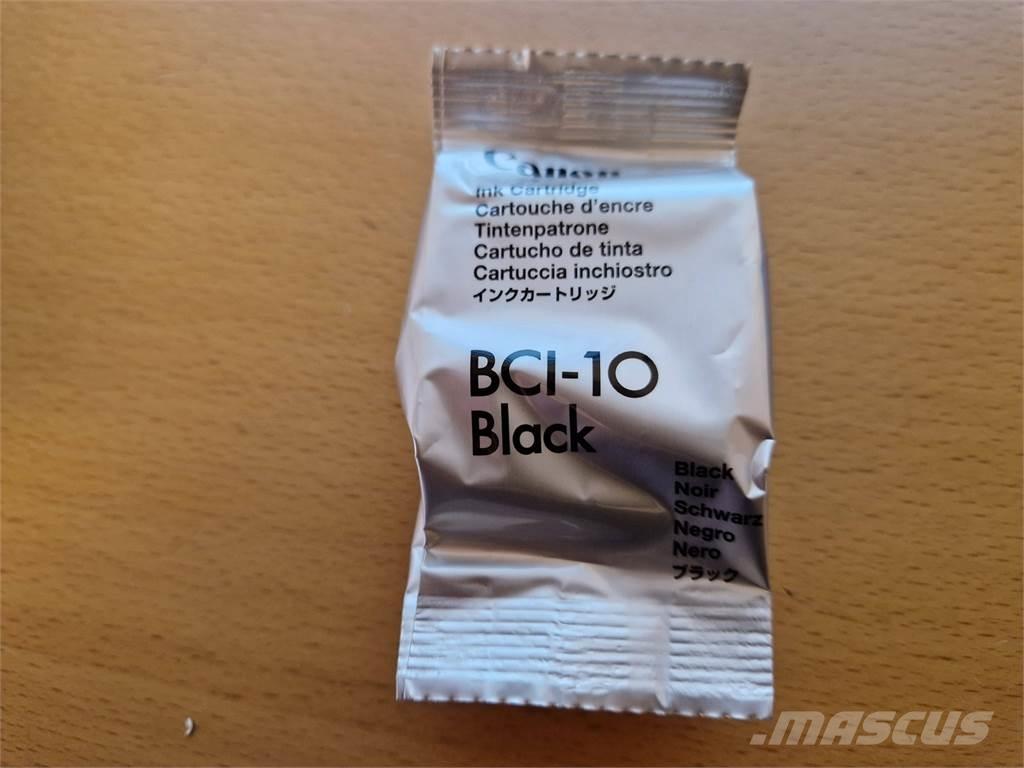 Canon
Ink Cartridge
Cartouche d'encre
Tintenpatrone
Cartucho de tinta
Cartuccia inchiostro
インクカートリッジ
BCI-10
Black
Black
Noir
Schwarz
Negro
Nero
ブラック
.MASCUS